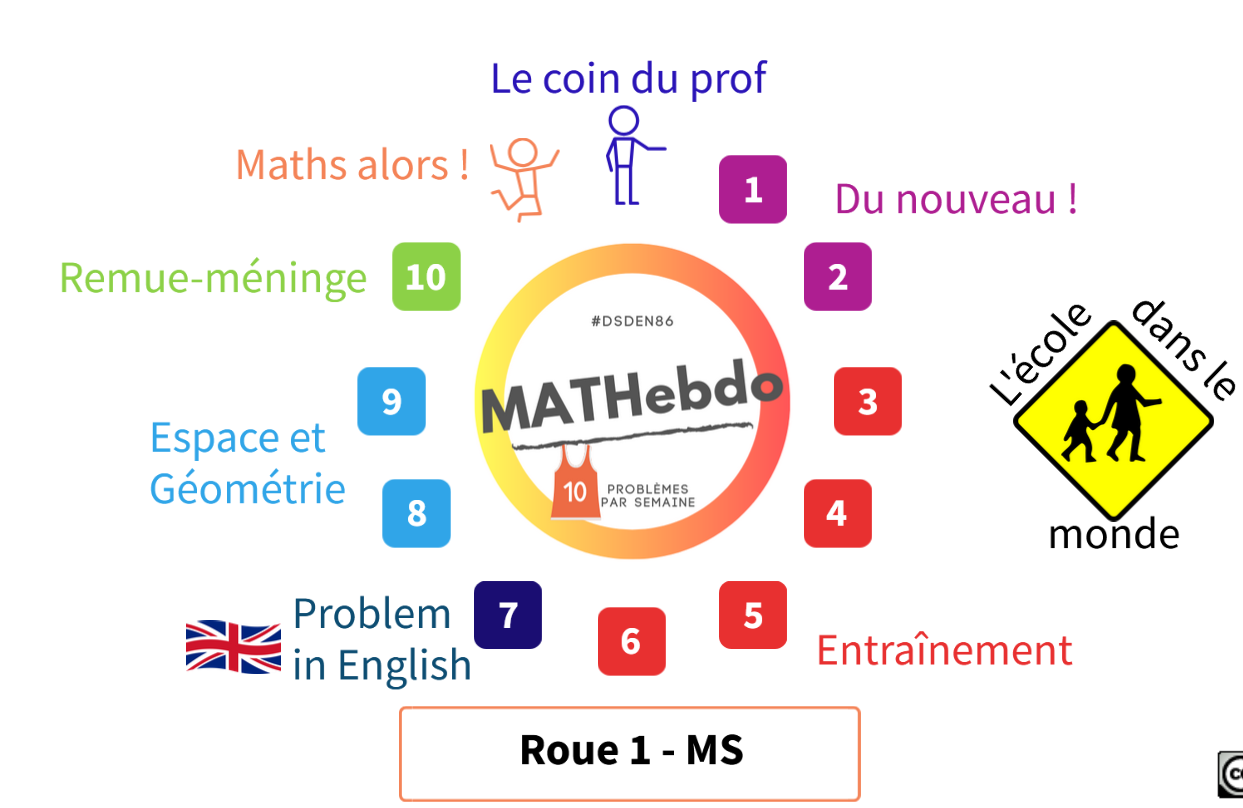 Le coin du prof
Maths alors !
1
Du nouveau !
Remue-méninge
10
2
#DSDEN86
L'école
dans le
monde
MATHebdo
9
3
Espace et
Géométrie
10
PROBLÈMES
PAR SEMAINE
8
4
Problem
in English
7
6
5
Entraînement
Roue 1 - MS